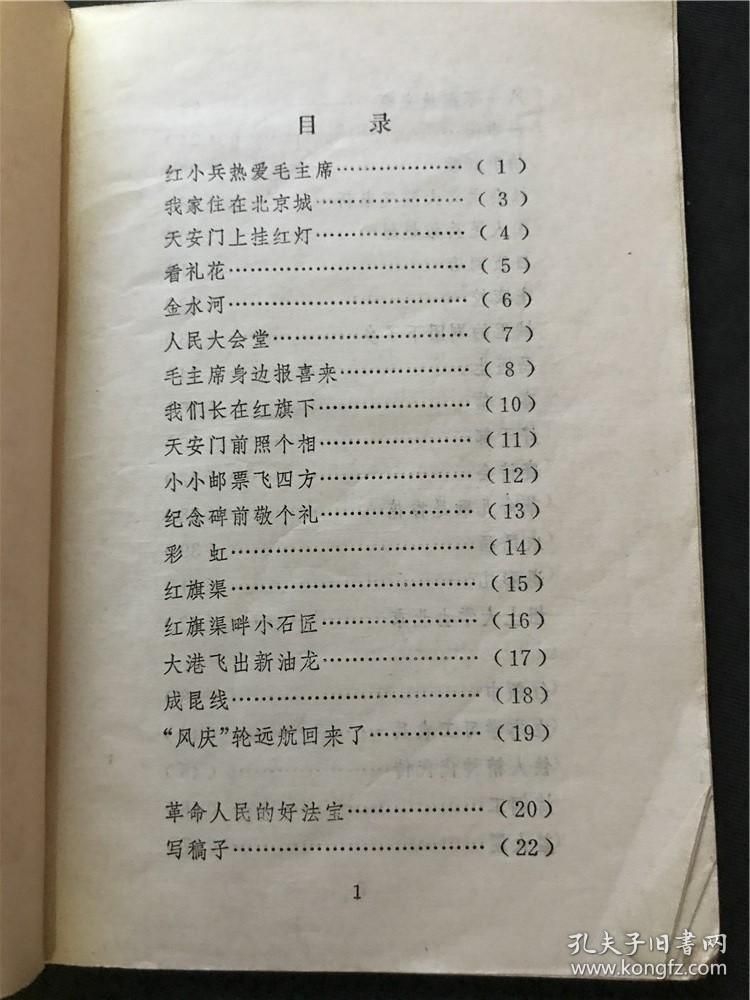 目　录
红小兵热爱毛主席…………………（1）
我家住在北京城……………………（3）
天安门上挂红灯……………………（4）
看礼花………………………………（5）
金水河………………………………（6）
人民大会堂…………………………（7）
毛主席身边报喜来…………………（8）
我们长在红旗下……………………（10）
天安门前照个相……………………（11）
小小邮票飞四方……………………（12）
纪念碑前敬个礼……………………（13）
彩　虹………………………………（14）
红旗渠………………………………（15）
红旗渠畔小石匠……………………（16）
大港飞出新油龙……………………（17）
成昆线………………………………（18）
“风庆”轮远航回来了………………（19）
革命人民的好法宝…………………（20）
写稿子………………………………（22）
1
孔夫子旧书网
www.kongfz.com